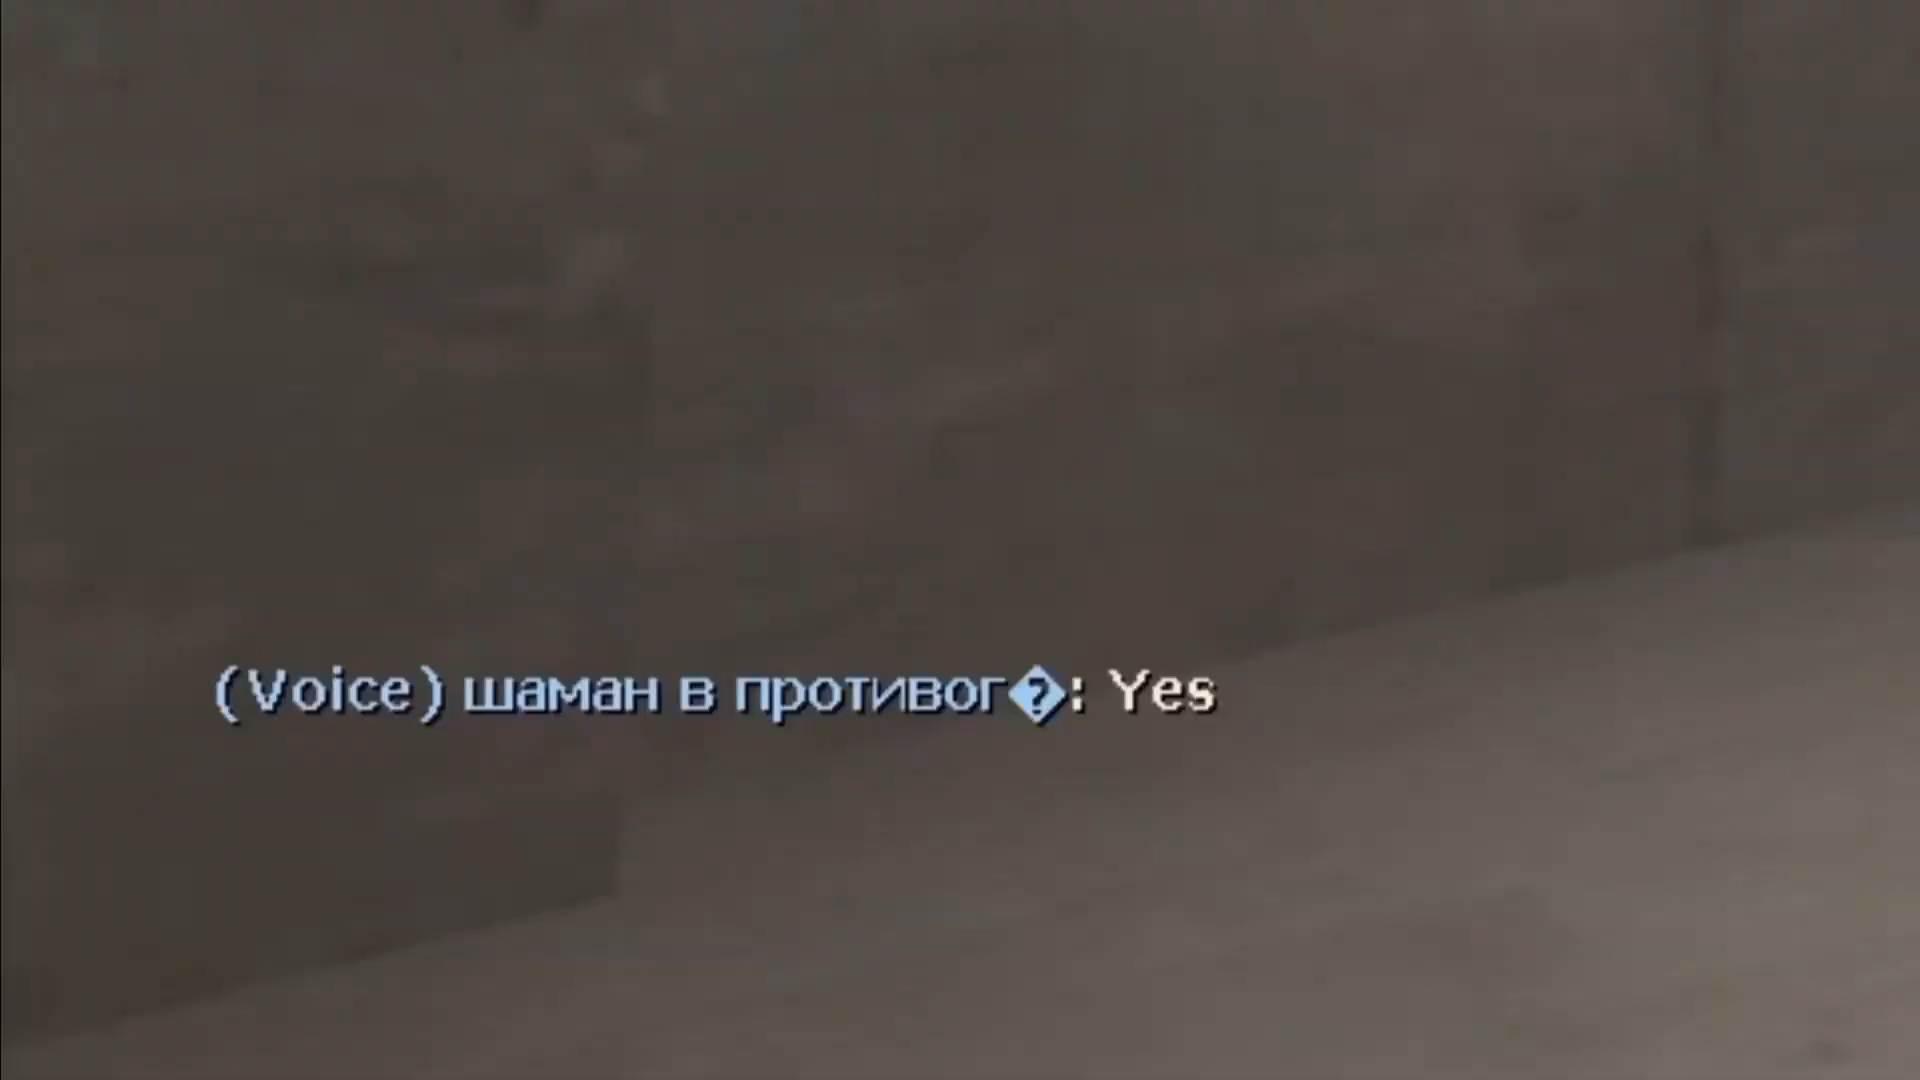 (Voice) шаман в противог�: Yes